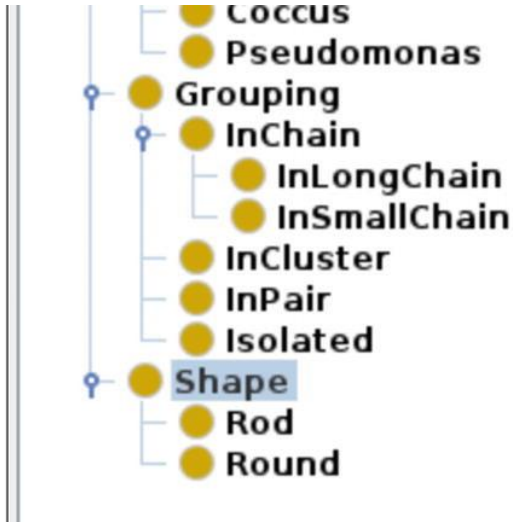 Coccus
Pseudomonas
Grouping
InChain
InLongChain
InSmallChain
InCluster
InPair
Isolated
Shape
Rod
Round